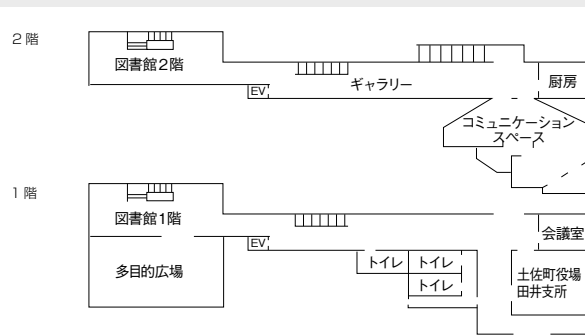 2階
図書館2階
EV
ギャラリー
厨房
コミュニケーション
スペース
1階
図書館1階
EV
会議室
多目的広場
トイレ
トイレ
トイレ
土佐町役場
田井支所